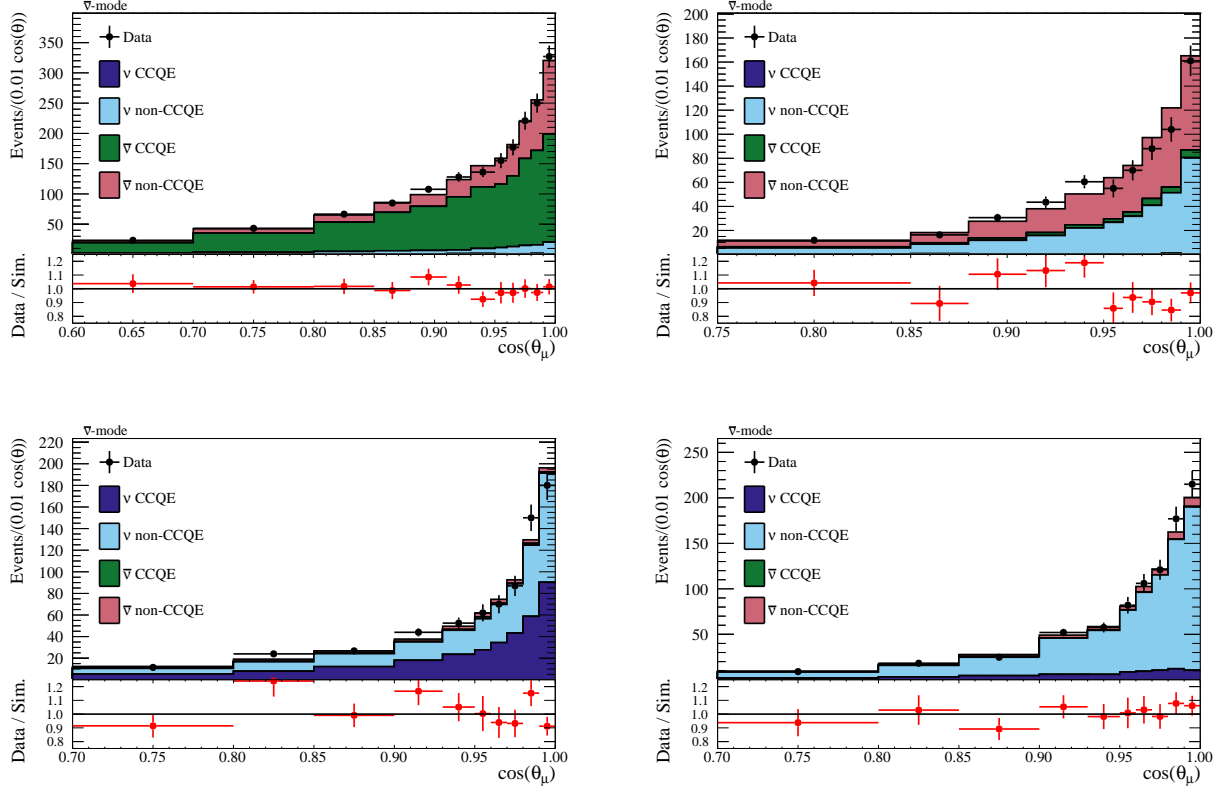 ν̅-mode
Events/(0.01 cos(θ))
350
300
250
200
150
100
50
Data
ν CCQE
ν non-CCQE
ν̅ CCQE
ν̅ non-CCQE
Data / Sim.
1.2
1.1
1.0
0.9
0.8
0.60 0.65 0.70 0.75 0.80 0.85 0.90 0.95 1.00
cos(θμ)
ν̅-mode
Events/(0.01 cos(θ))
200
180
160
140
120
100
80
60
40
20
Data
ν CCQE
ν non-CCQE
ν̅ CCQE
ν̅ non-CCQE
Data / Sim.
1.2
1.1
1.0
0.9
0.8
0.75 0.80 0.85 0.90 0.95 1.00
cos(θμ)
ν̅-mode
Events/(0.01 cos(θ))
220
200
180
160
140
120
100
80
60
40
20
Data
ν CCQE
ν non-CCQE
ν̅ CCQE
ν̅ non-CCQE
Data / Sim.
1.2
1.1
1.0
0.9
0.8
0.70 0.75 0.80 0.85 0.90 0.95 1.00
cos(θμ)
ν̅-mode
Events/(0.01 cos(θ))
250
200
150
100
50
Data
ν CCQE
ν non-CCQE
ν̅ CCQE
ν̅ non-CCQE
Data / Sim.
1.2
1.1
1.0
0.9
0.8
0.70 0.75 0.80 0.85 0.90 0.95 1.00
cos(θμ)